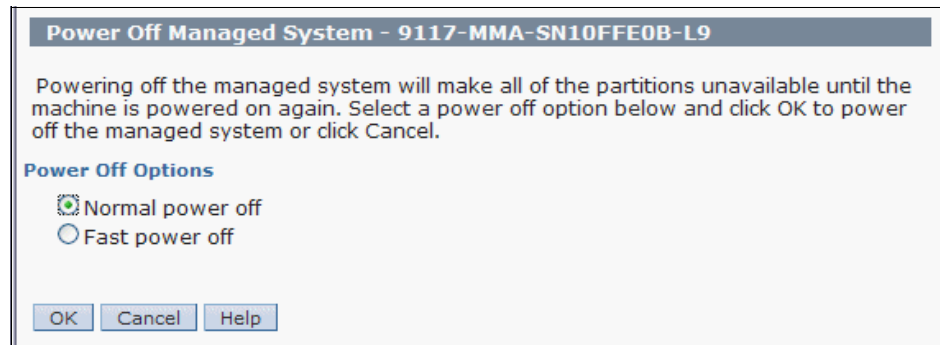 Power Off Managed System - 9117-MMA-SN10FFE0B-L9
Powering off the managed system will make all of the partitions unavailable until the
machine is powered on again. Select a power off option below and click OK to power
off the managed system or click Cancel.
Power Off Options
Normal power off
Fast power off
OK Cancel Help